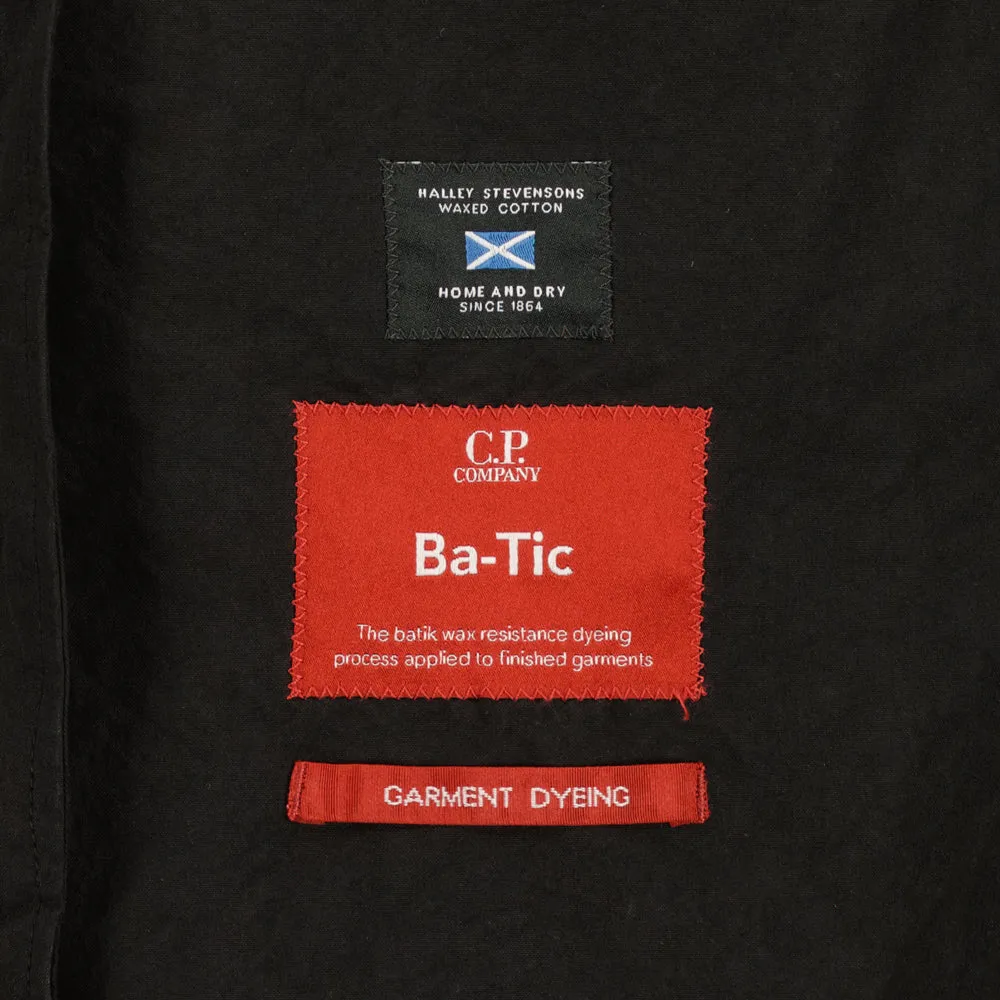 HALLEY STEVENSONS
WAXED COTTON
HOME AND DRY
SINCE 1864
C.P.
COMPANY
Ba-Tic
The batik wax resistance dyeing
process applied to finished garments
GARMENT DYEING